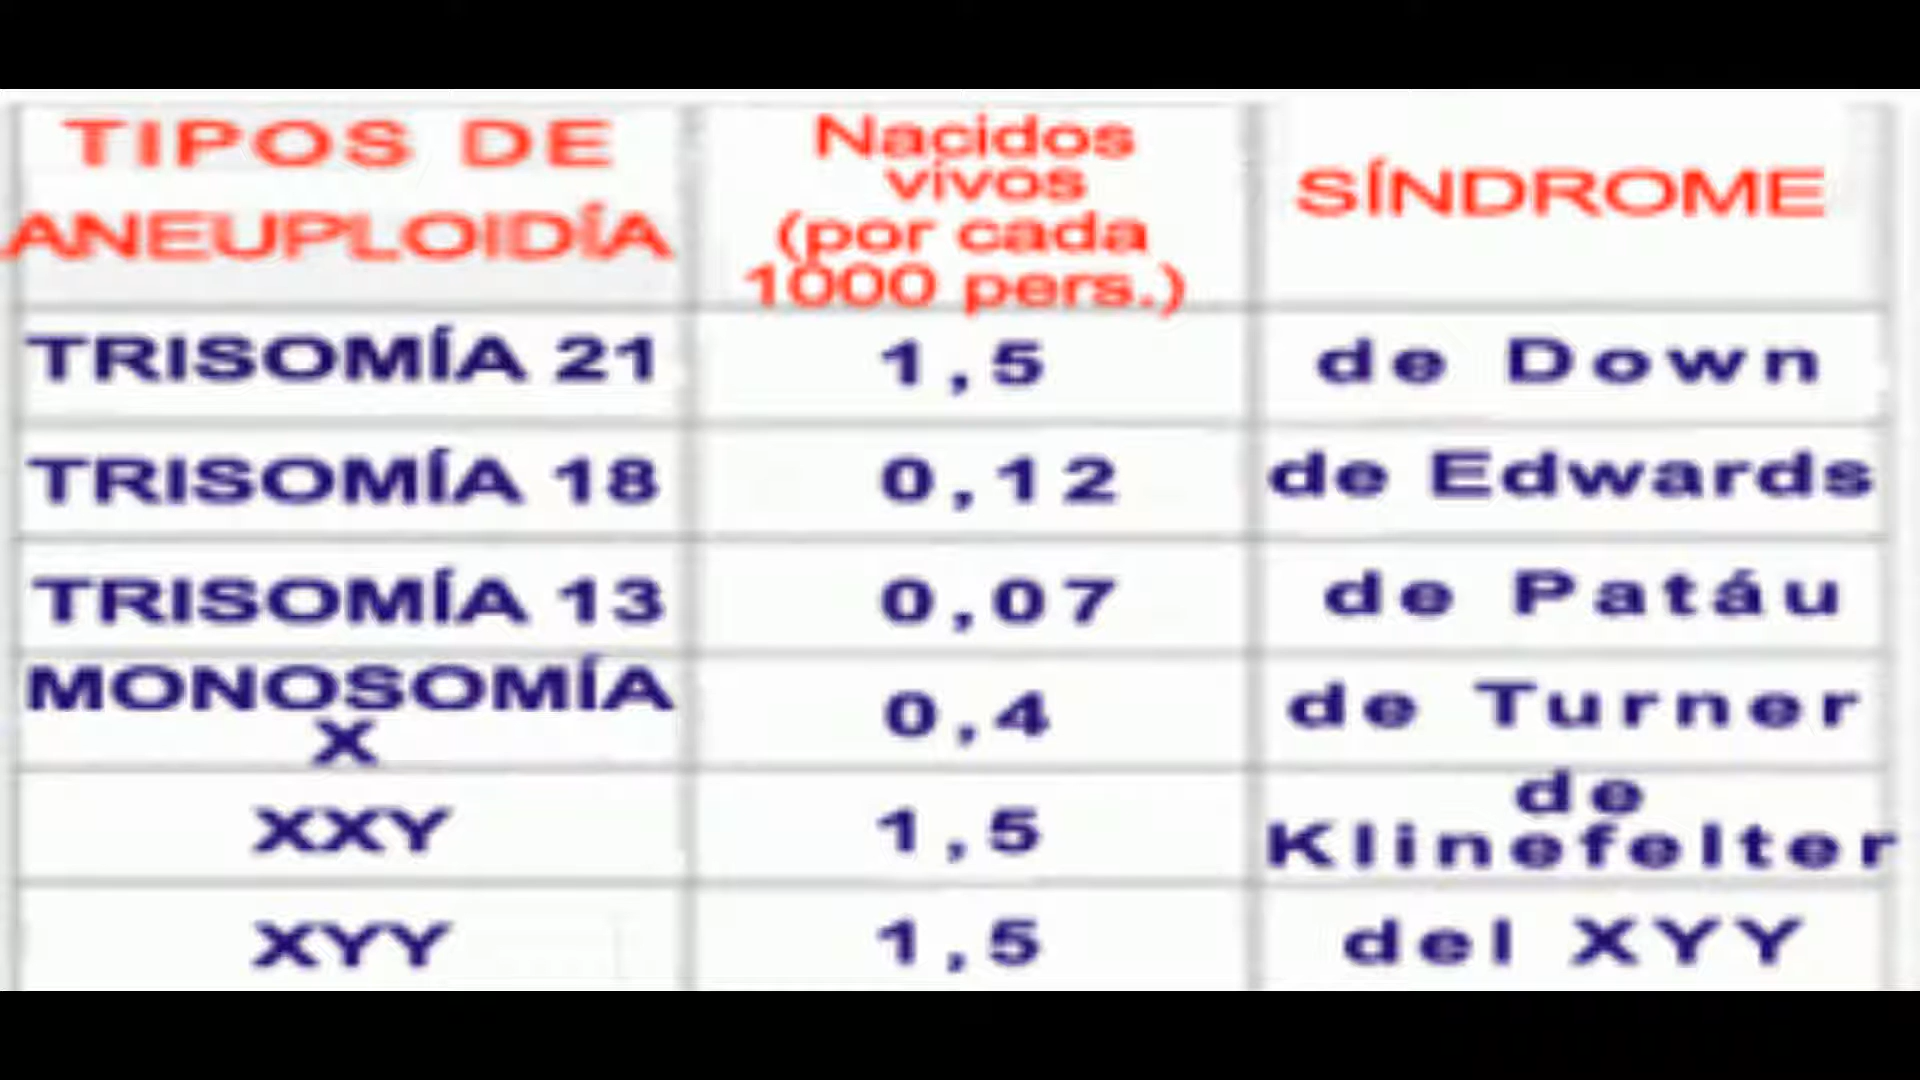 TIPOS DE
ANEUPLOIDÍA
Nacidos
vivos
(por cada
1000 pers.)
SÍNDROME
TRISOMÍA 21
1,5
de Down
TRISOMÍA 18
0,12
de Edwards
TRISOMÍA 13
0,07
de Patáu
MONOSOMÍA
X
0,4
de Turner
XXY
1,5
de
Klinefelter
XYY
1,5
del XYY